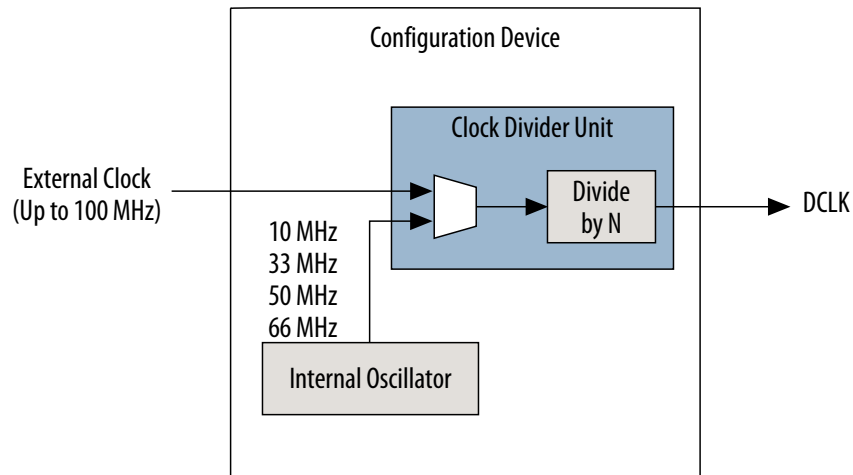 Configuration Device
Clock Divider Unit
External Clock
(Up to 100 MHz)
Divide
by N
DCLK
10 MHz
33 MHz
50 MHz
66 MHz
Internal Oscillator